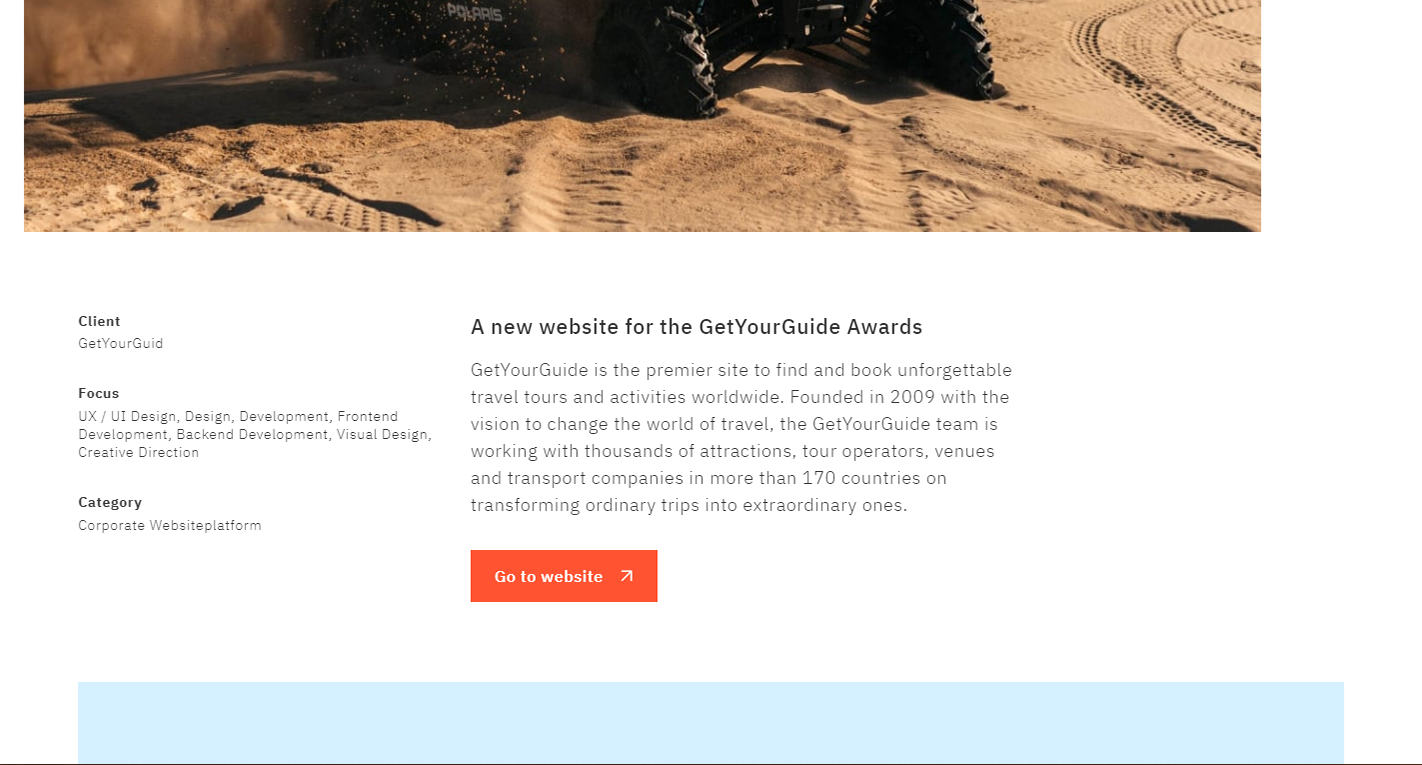 POLARIS
Client
GetYourGuid
Focus
UX / UI Design, Design, Development, Frontend
Development, Backend Development, Visual Design,
Creative Direction
Category
Corporate Websiteplatform
A new website for the GetYourGuide Awards
GetYourGuide is the premier site to find and book unforgettable
travel tours and activities worldwide. Founded in 2009 with the
vision to change the world of travel, the GetYourGuide team is
working with thousands of attractions, tour operators, venues
and transport companies in more than 170 countries on
transforming ordinary trips into extraordinary ones.
Go to website